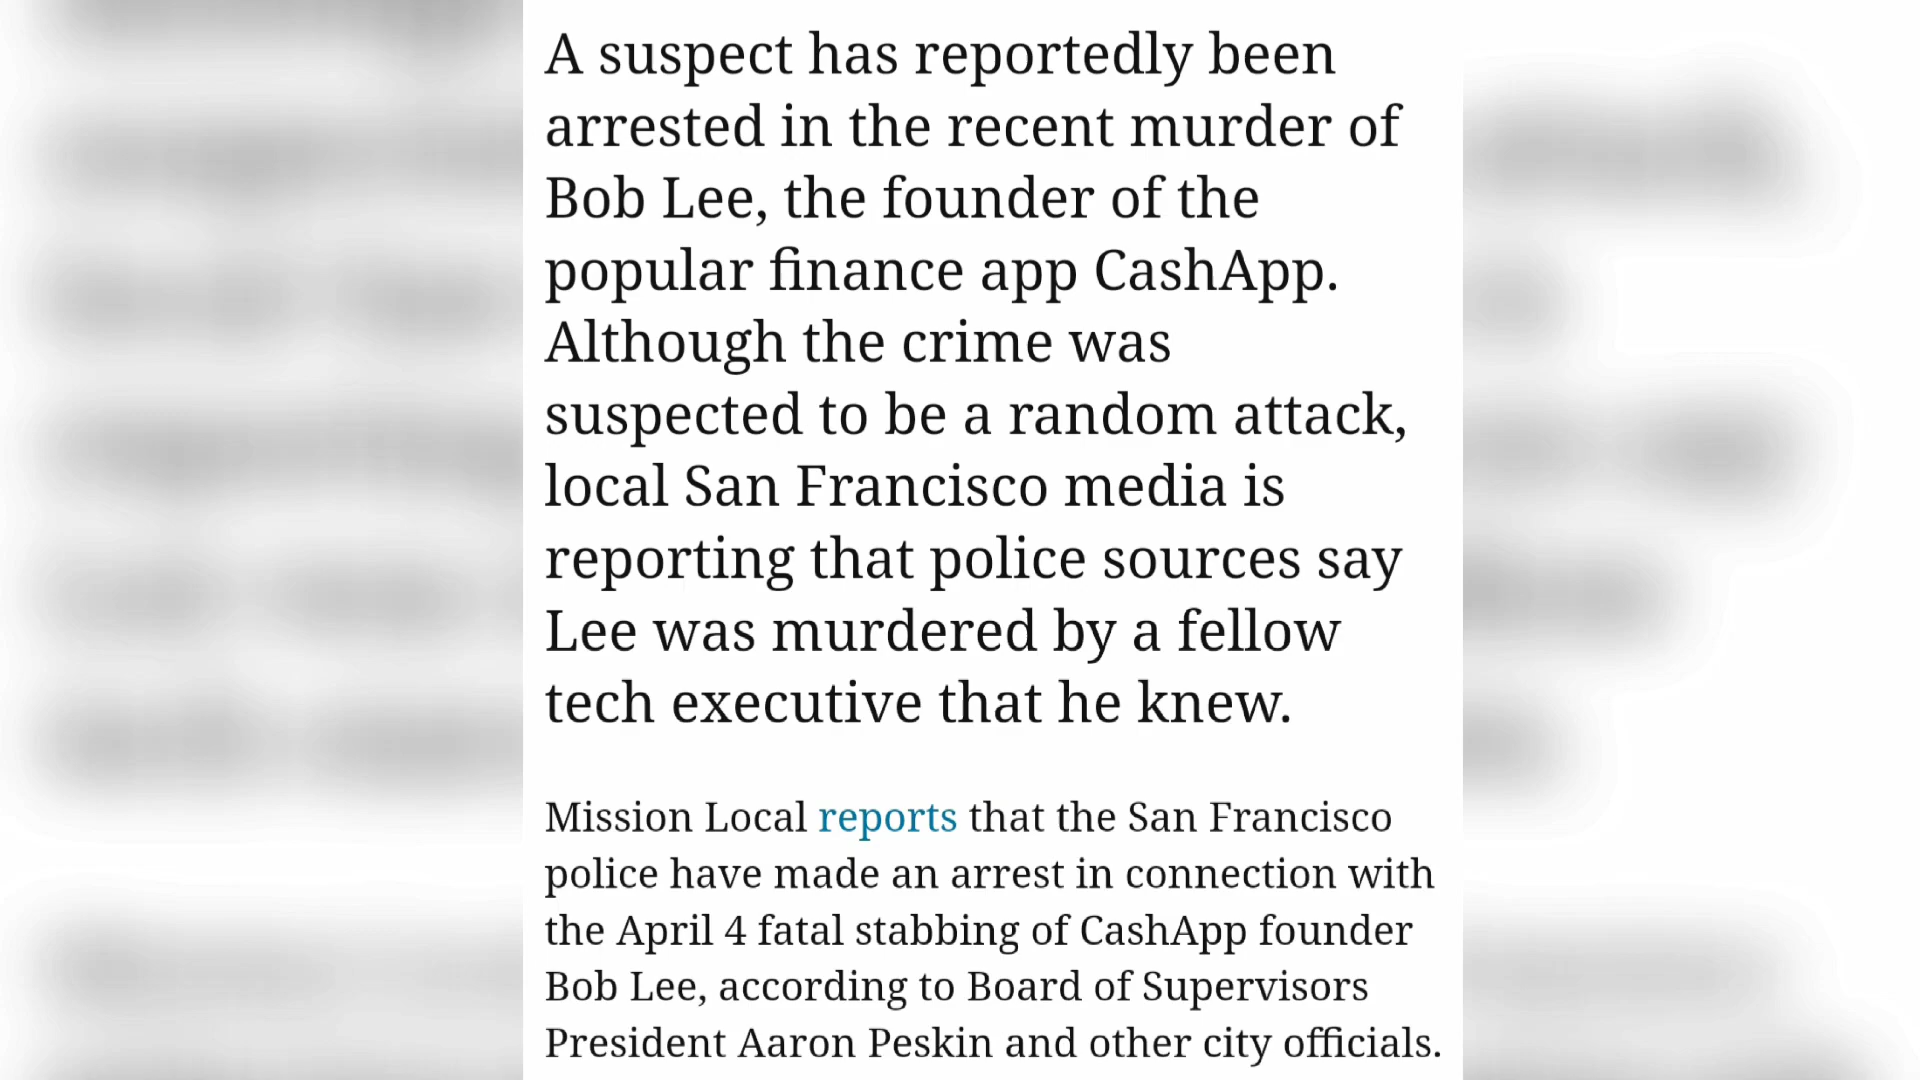 A suspect has reportedly been
arrested in the recent murder of
Bob Lee, the founder of the
popular finance app CashApp.
Although the crime was
suspected to be a random attack,
local San Francisco media is
reporting that police sources say
Lee was murdered by a fellow
tech executive that he knew.
Mission Local reports that the San Francisco
police have made an arrest in connection with
the April 4 fatal stabbing of CashApp founder
Bob Lee, according to Board of Supervisors
President Aaron Peskin and other city officials.